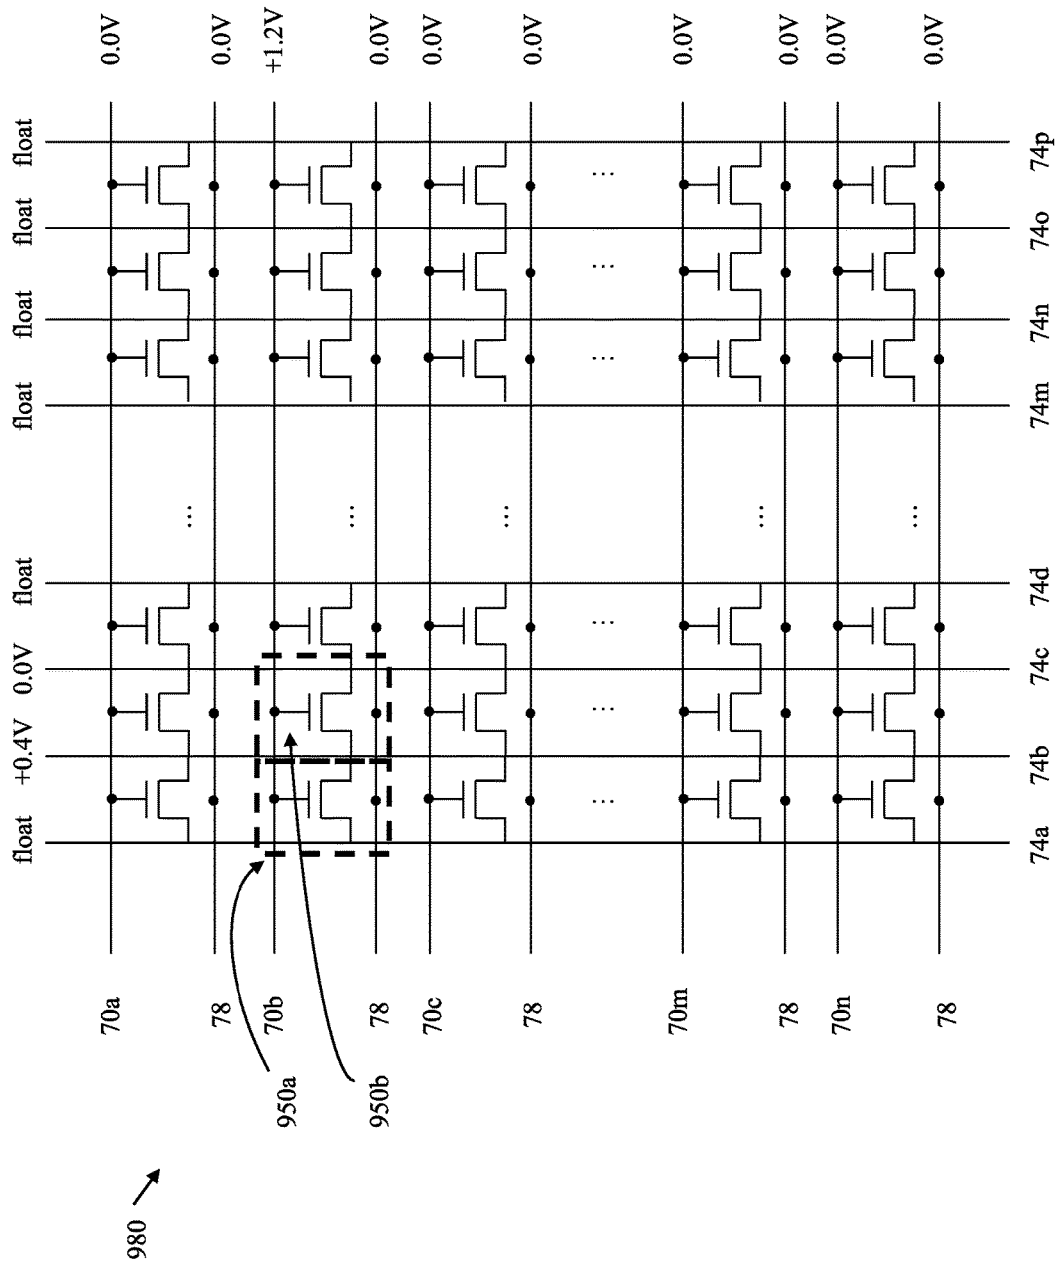 float +0.4V 0.0V float float float float float
70a 0.0V
980
...
78 0.0V
70b +1.2V
950a
...
78 0.0V
950b
70c 0.0V
...
78 0.0V
... ... ... ... ... ...
70m 0.0V
...
78 0.0V
70n 0.0V
...
78 0.0V
74a 74b 74c 74d 74m 74n 74o 74p